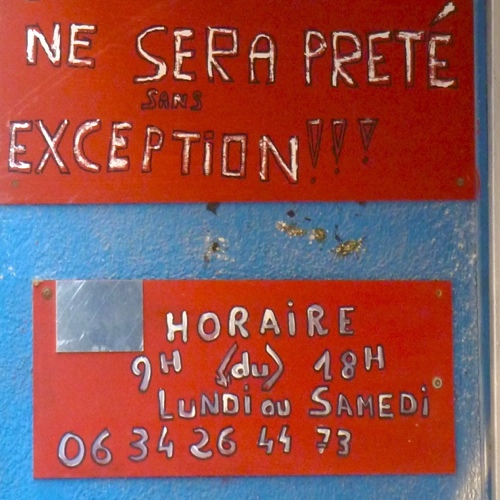 NE SERA PRETÉ
SANS
EXCEPTION!!!
HORAIRE
9H (du) 18H
LUNDi au SAMEDi
06 34 26 44 73